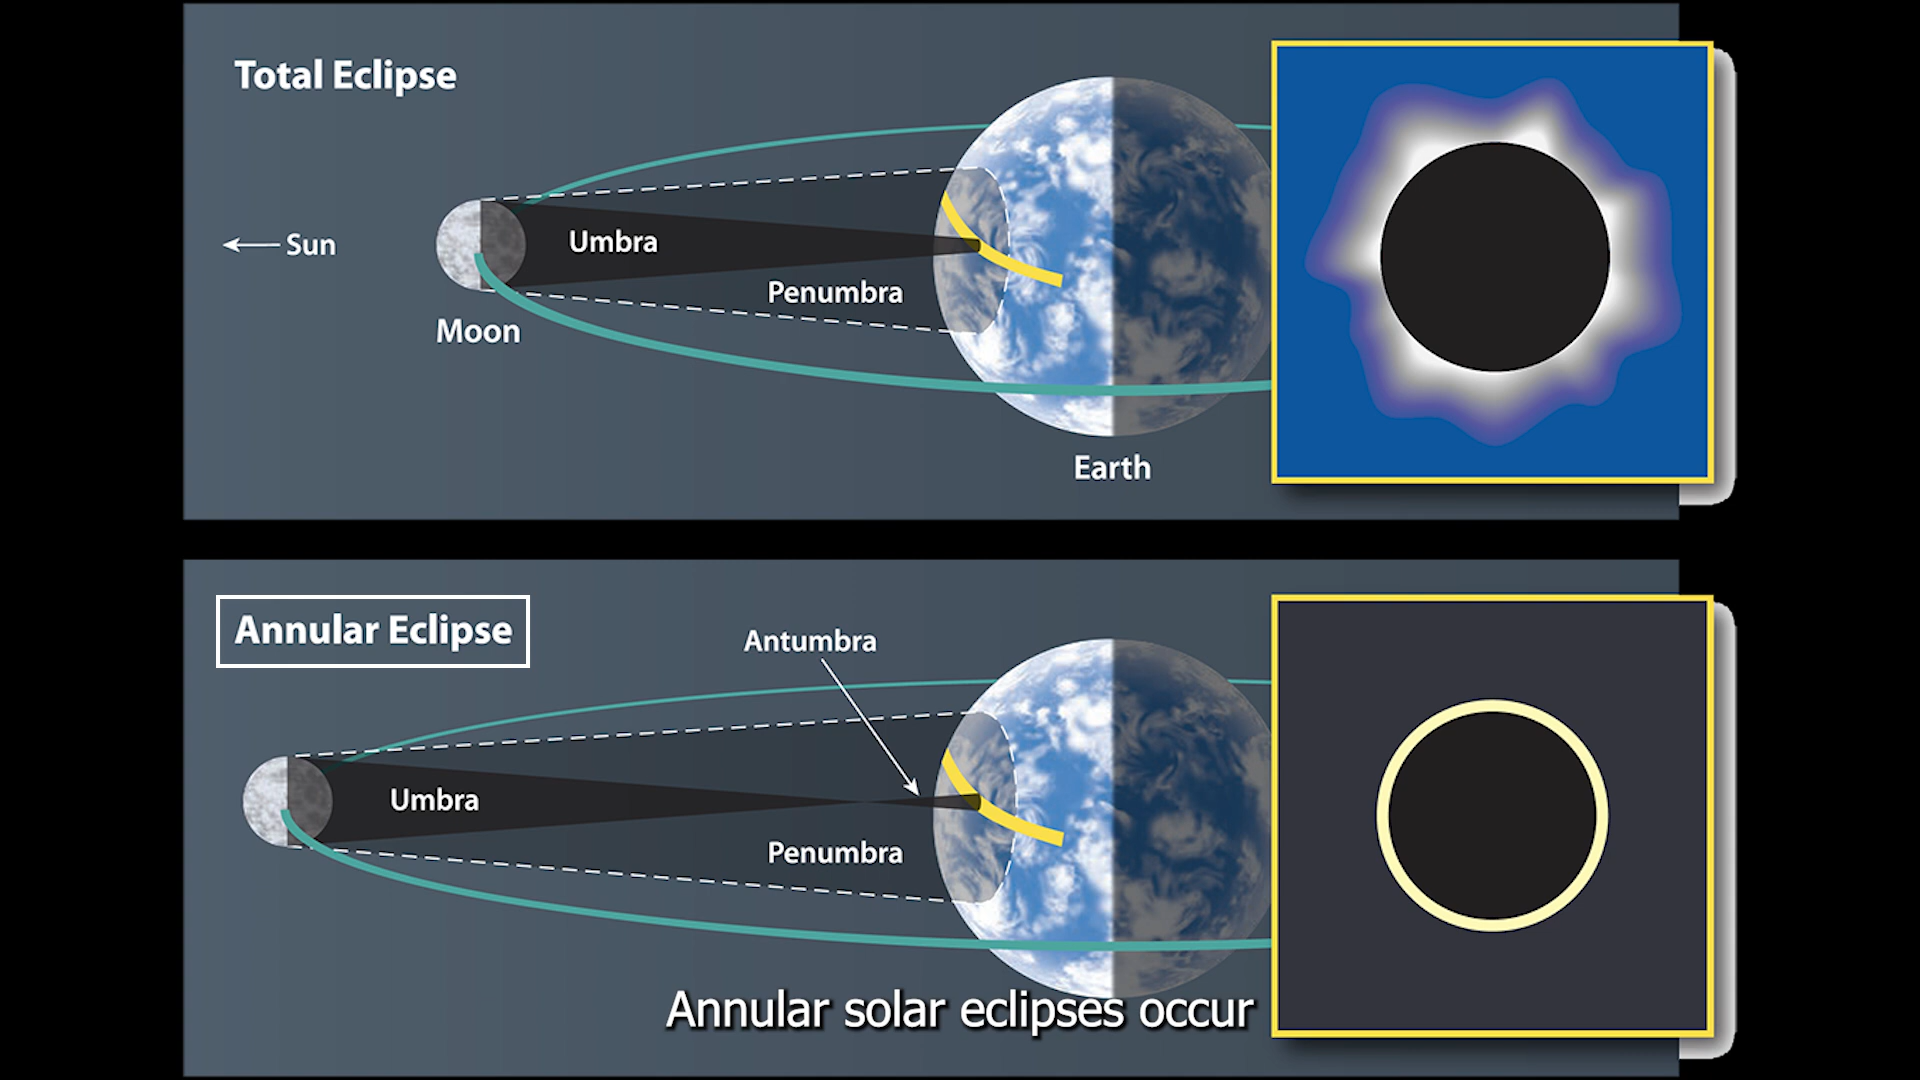 Total Eclipse
Sun
Umbra
Penumbra
Moon
Earth
Annular Eclipse
Antumbra
Umbra
Penumbra
Annular solar eclipses occur